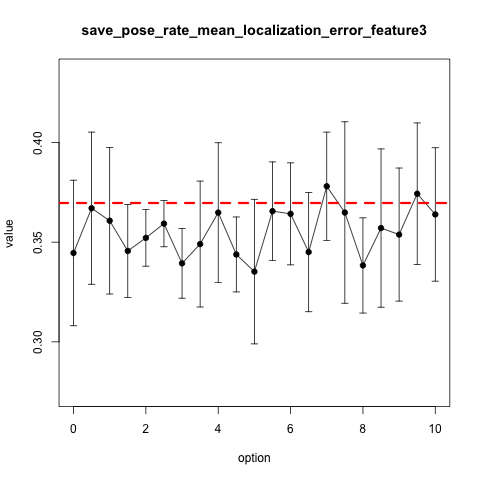 save_pose_rate_mean_localization_error_feature3
value
0.40
0.35
0.30
0 2 4 6 8 10
option